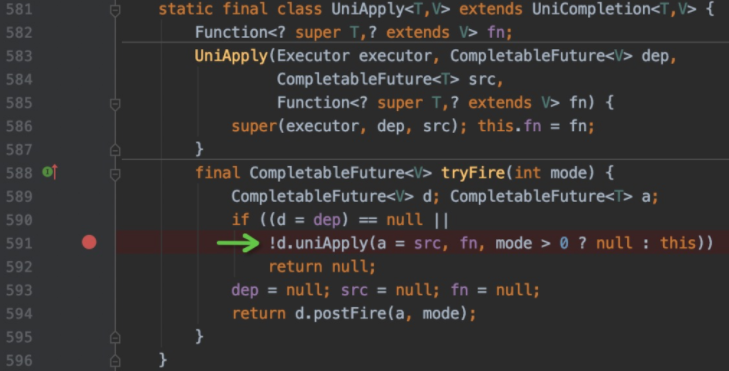 581 static final class UniApply<T,V> extends UniCompletion<T,V> {
582 Function<? super T,? extends V> fn;
583 UniApply(Executor executor, CompletableFuture<V> dep,
584 CompletableFuture<T> src,
585 Function<? super T,? extends V> fn) {
586 super(executor, dep, src); this.fn = fn;
587 }
588 final CompletableFuture<V> tryFire(int mode) {
589 CompletableFuture<V> d; CompletableFuture<T> a;
590 if ((d = dep) == null ||
591 !d.uniApply(a = src, fn, mode > 0 ? null : this))
592 return null;
593 dep = null; src = null; fn = null;
594 return d.postFire(a, mode);
595 }
596 }